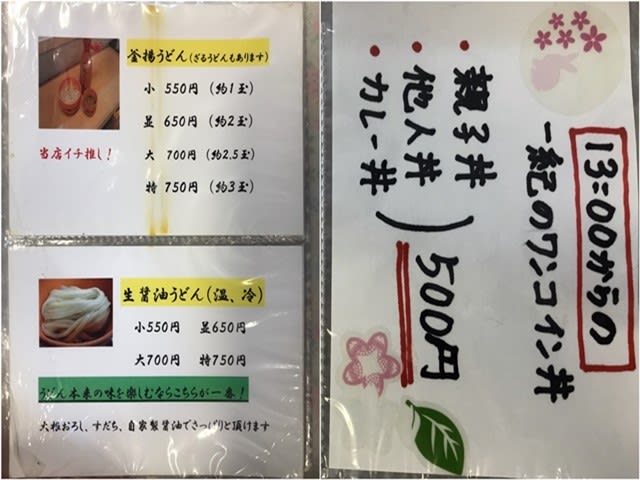 釜揚うどん(ざるうどんもあります)
小 550円 (約1玉)
並 650円 (約2玉)
大 700円 (約2.5玉)
特 750円 (約3玉)
当店イチ推し!
生醤油うどん(温、冷)
小550円 並650円
大700円 特750円
うどん本来の味を楽しむならこちらが一番!
大根おろし、すだち、自家製醤油でさっぱりと頂けます
13:00からの
一紀のワンコイン丼
・親子丼
・他人丼
・カレー丼
)500円